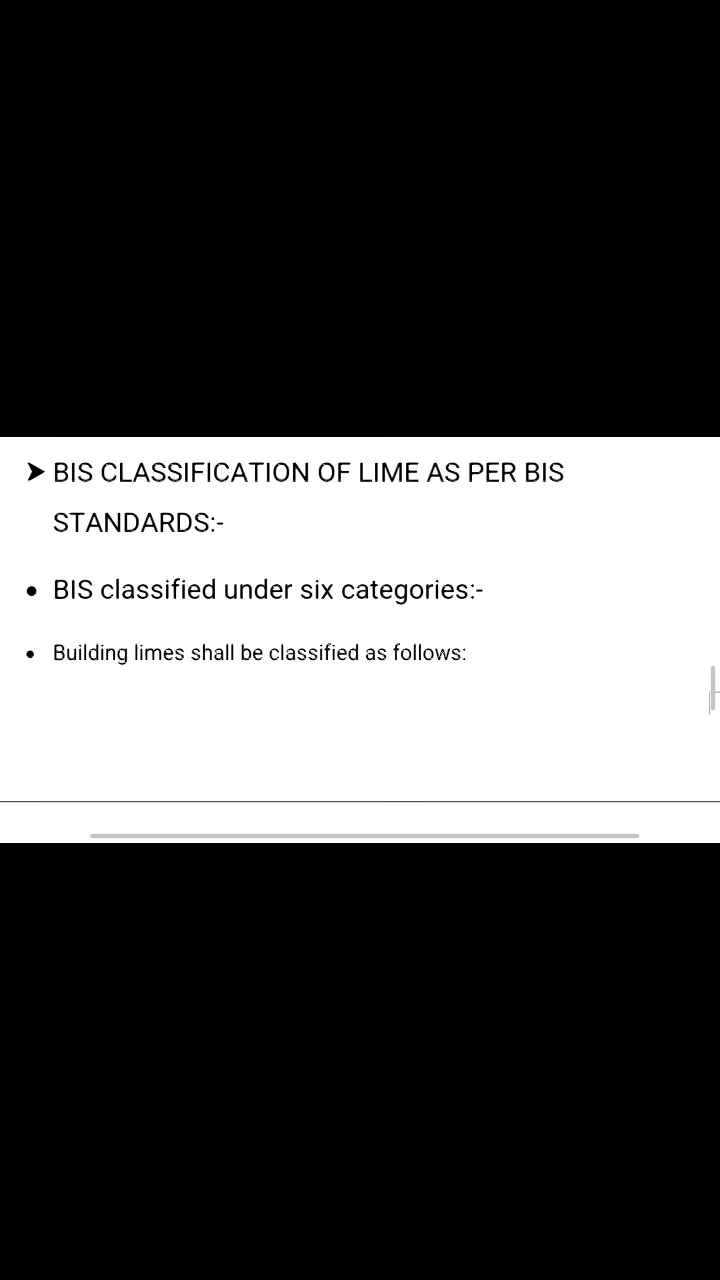 ➤ BIS CLASSIFICATION OF LIME AS PER BIS
STANDARDS:-
• BIS classified under six categories:-
• Building limes shall be classified as follows: